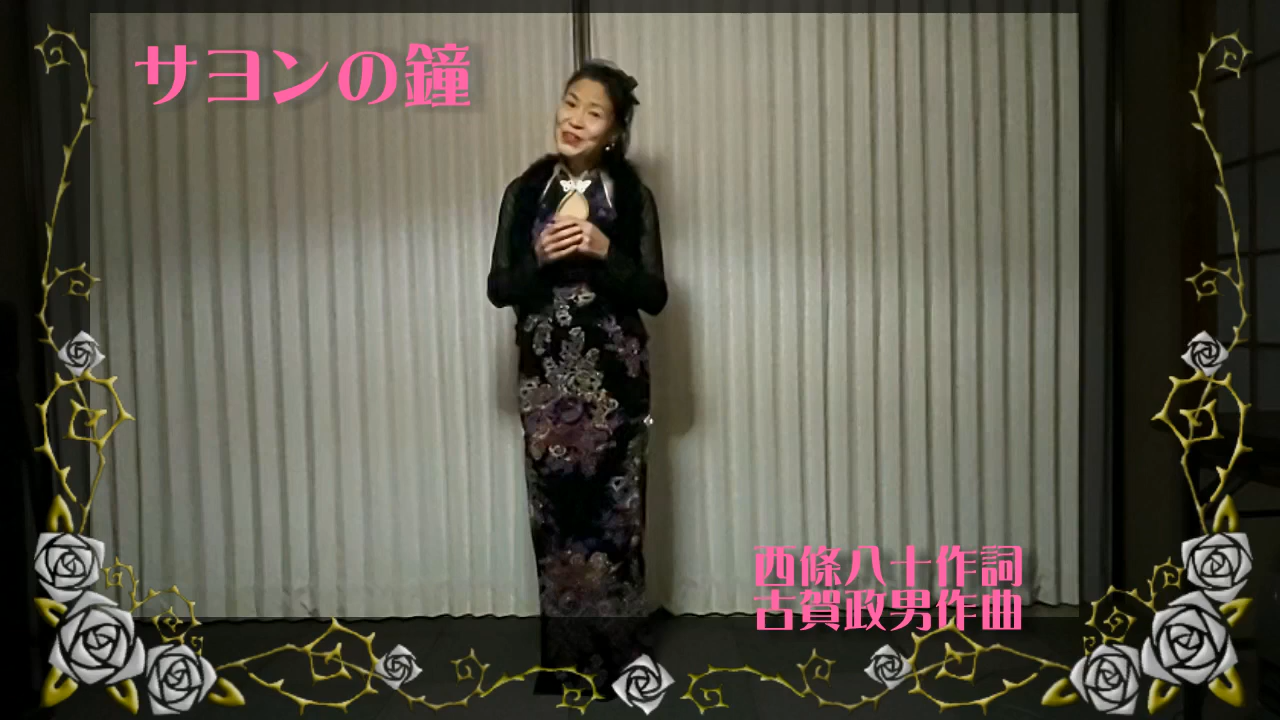 サヨンの鐘
西條八十作詞
古賀政男作曲